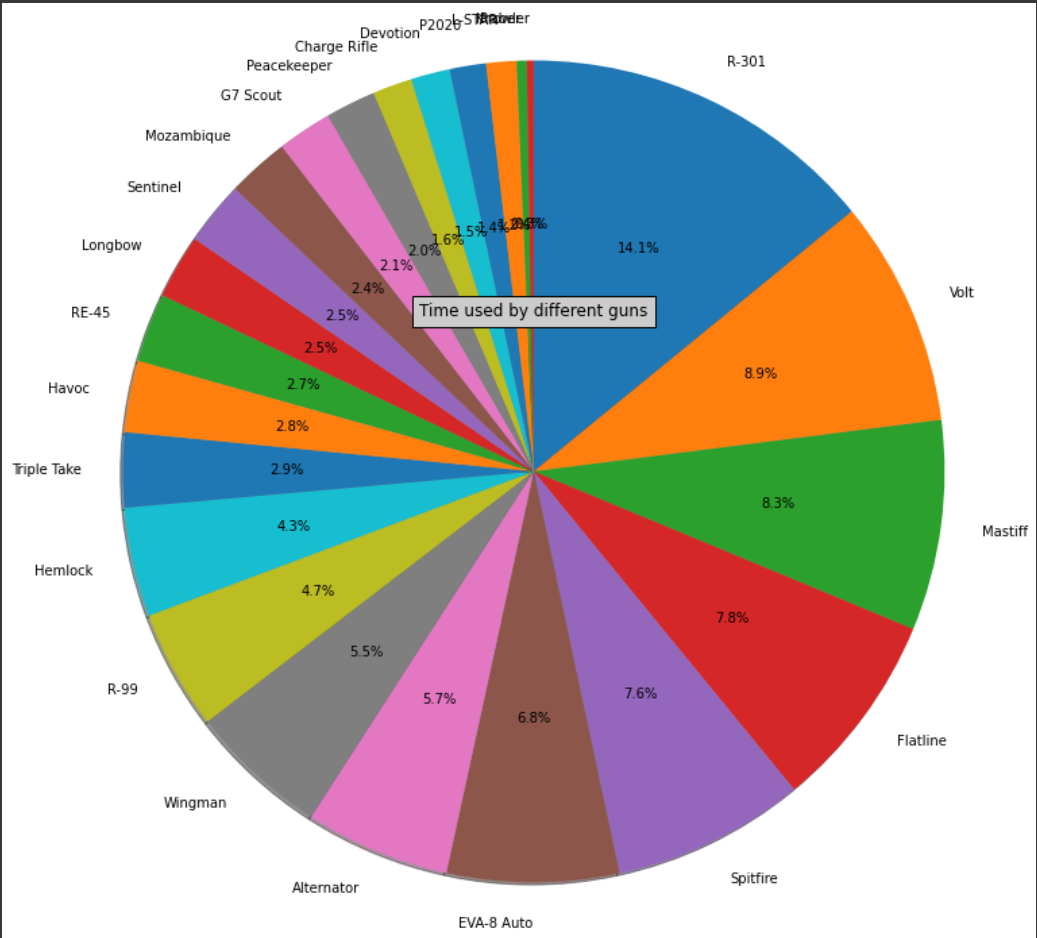 R-301
14.1%
Volt
8.9%
Mastiff
8.3%
Flatline
7.8%
Spitfire
7.6%
EVA-8 Auto
6.8%
Alternator
5.7%
Wingman
5.5%
R-99
4.7%
Hemlock
4.3%
Triple Take
2.9%
Havoc
2.8%
RE-45
2.7%
Longbow
2.5%
Sentinel
2.5%
Mozambique
2.4%
G7 Scout
2.1%
Peacekeeper
2.0%
Charge Rifle
1.6%
Devotion
1.5%
P2020
1.4%
L-STAR
Time used by different guns